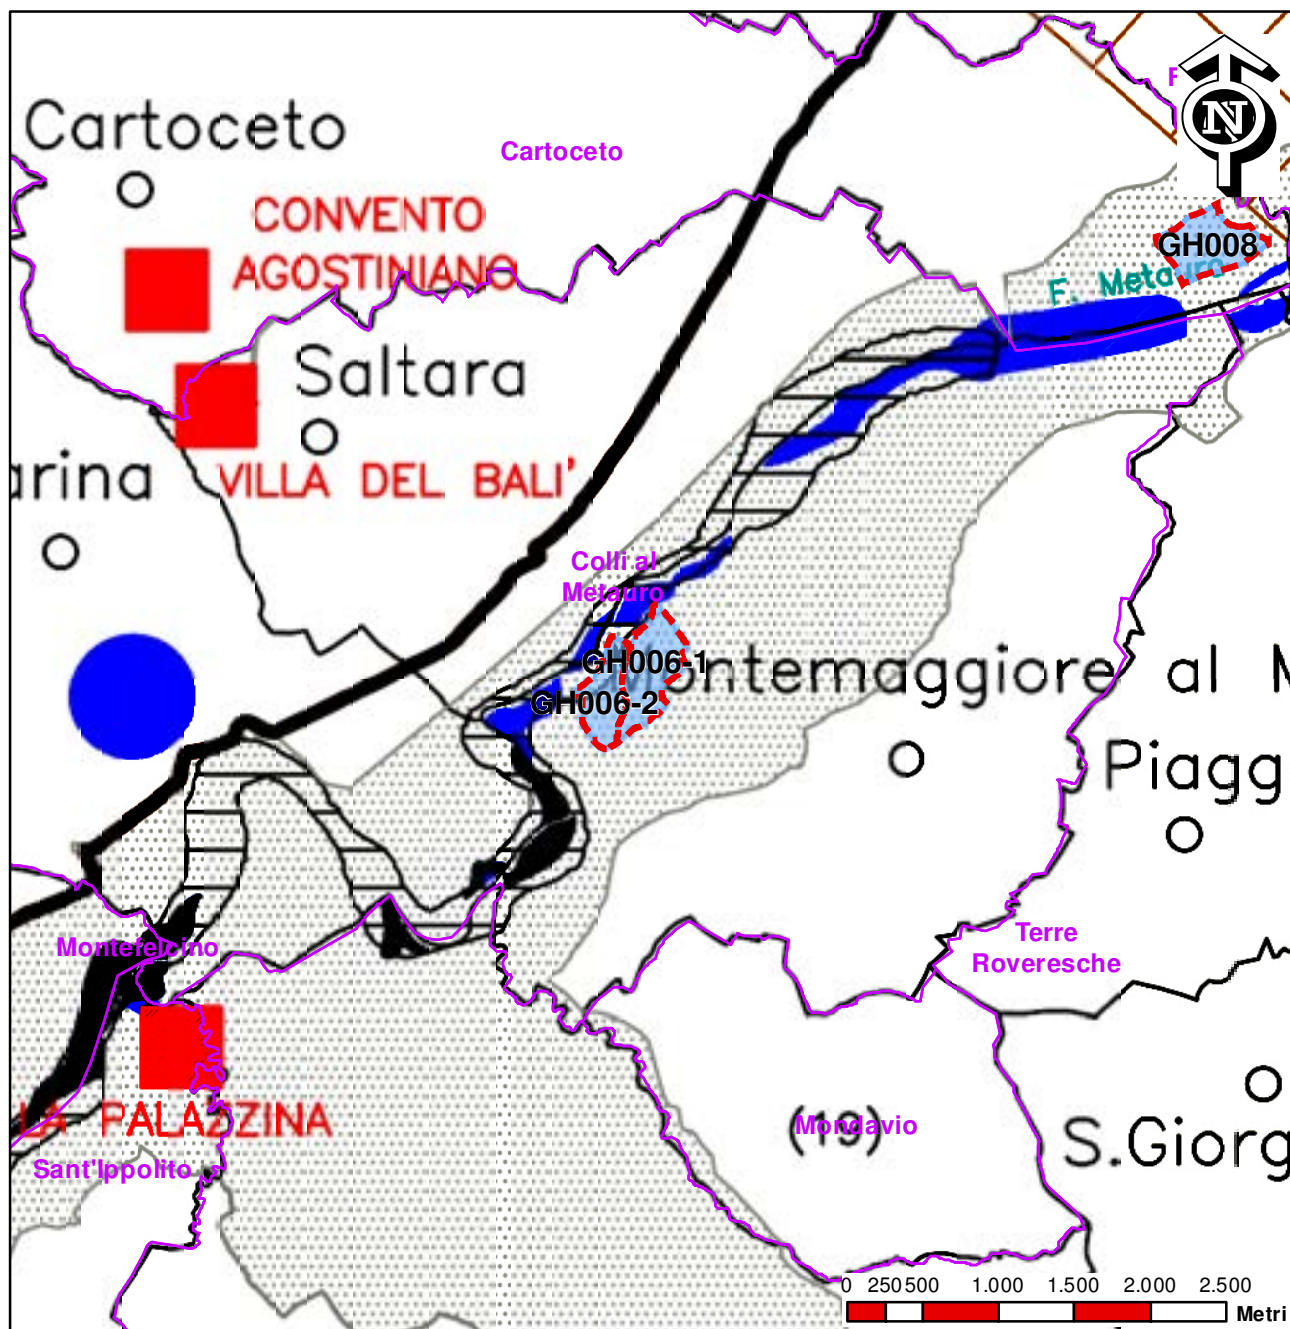 Cartoceto
Cartoceto
F
N
CONVENTO
AGOSTINIANO
GH008
F. Metauro
Saltara
arina
VILLA DEL BALI'
Colli al
Metauro
GH006-1
Montemaggiore al M
GH006-2
Piagg
Montefelcino
Terre
Roveresche
LA PALAZZINA
(19)
Mondavio
S.Giorg
Sant'Ippolito
0 250 500 1.000 1.500 2.000 2.500
Metri